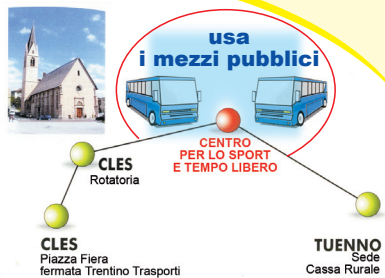 usa
i mezzi pubblici
CENTRO
PER LO SPORT
E TEMPO LIBERO
CLES
Rotatoria
CLES
Piazza Fiera
fermata Trentino Trasporti
TUENNO
Sede
Cassa Rurale